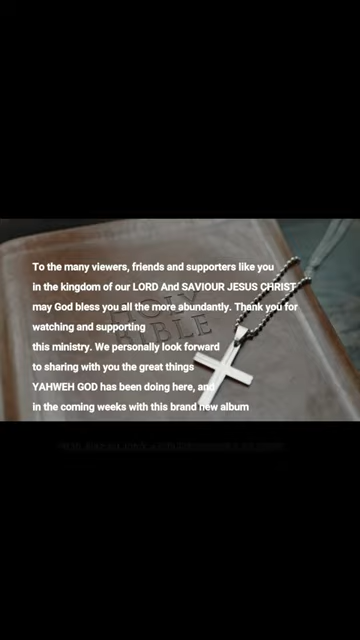 To the many viewers, friends and supporters like you
in the kingdom of our LORD And SAVIOUR JESUS CHRIST
may God bless you all the more abundantly. Thank you for
watching and supporting
this ministry. We personally look forward
to sharing with you the great things
YAHWEH GOD has been doing here, and
in the coming weeks with this brand new album
HOLY
BIBLE